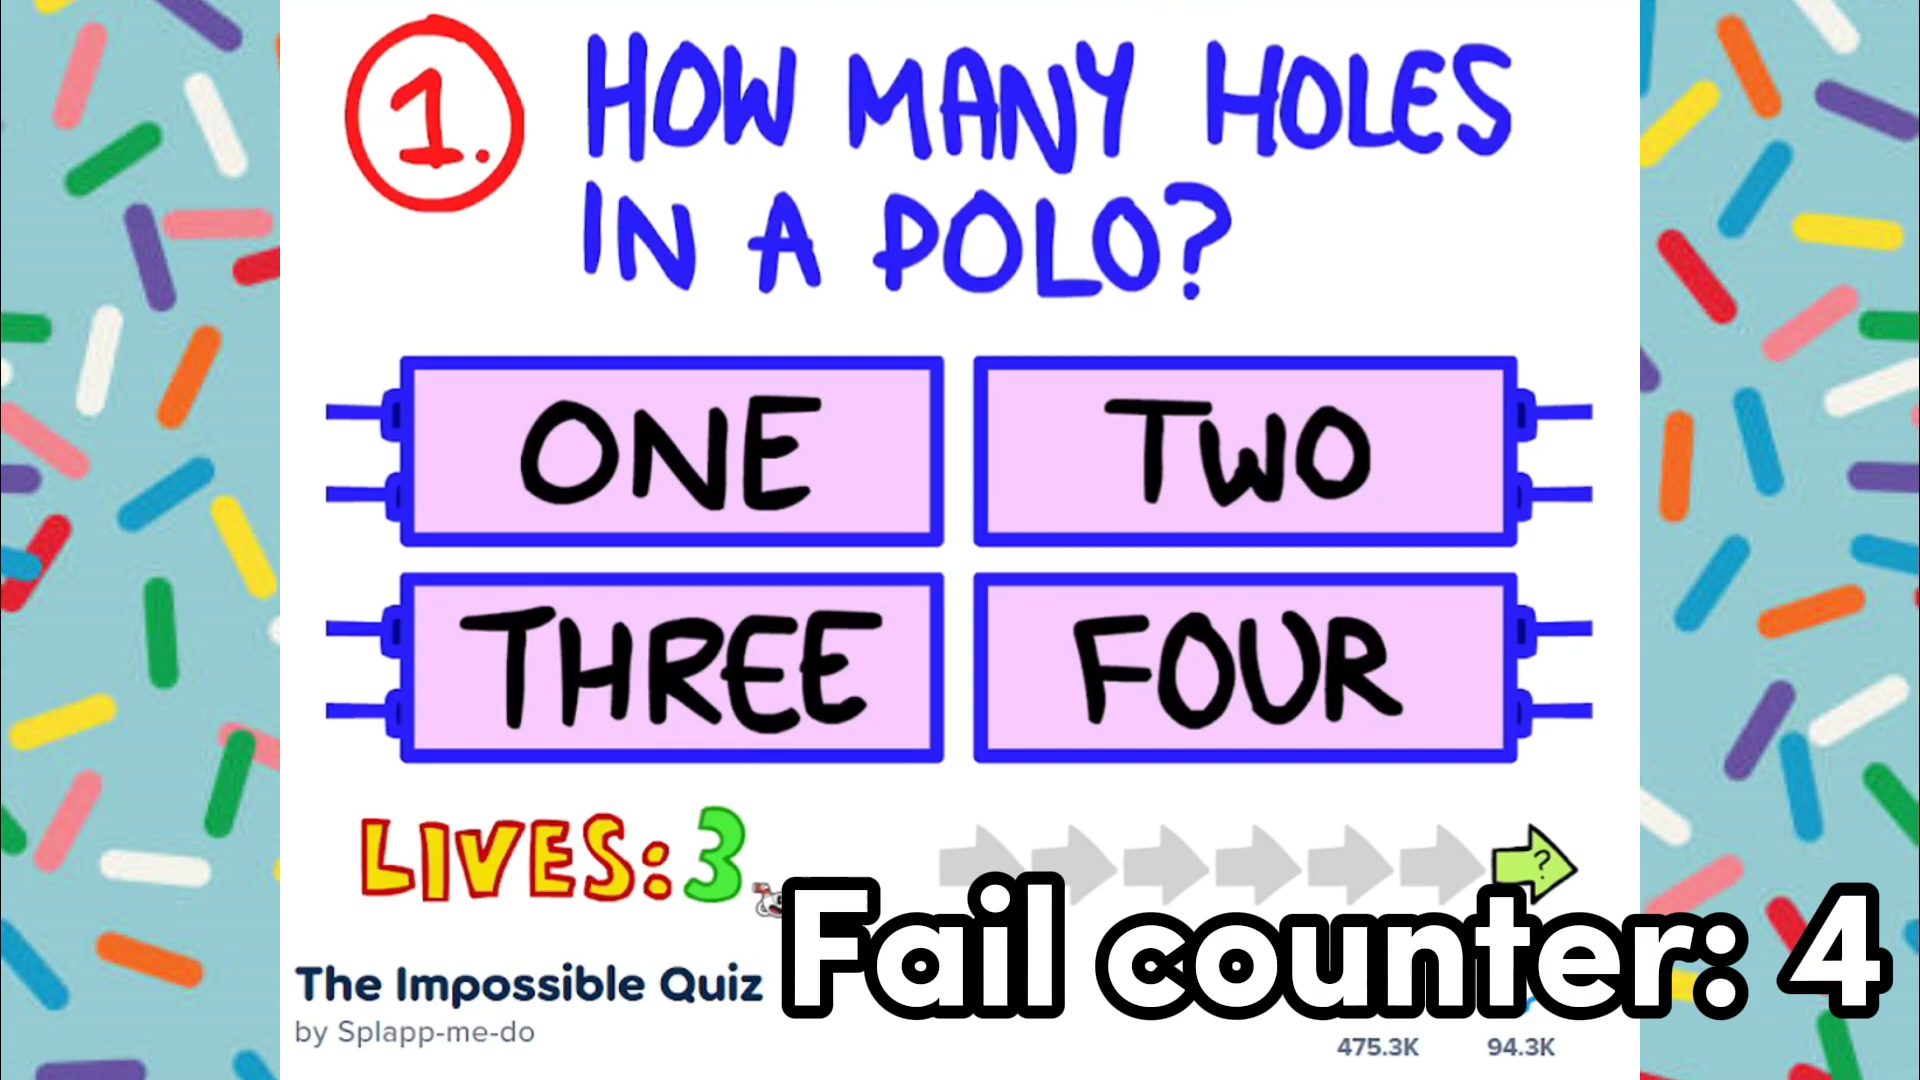 1. HOW MANY HOLES
IN A POLO?
ONE
TWO
THREE
FOUR
LIVES: 3
?
Fail counter: 4
The Impossible Quiz
by Splapp-me-do
475.3K
94.3K